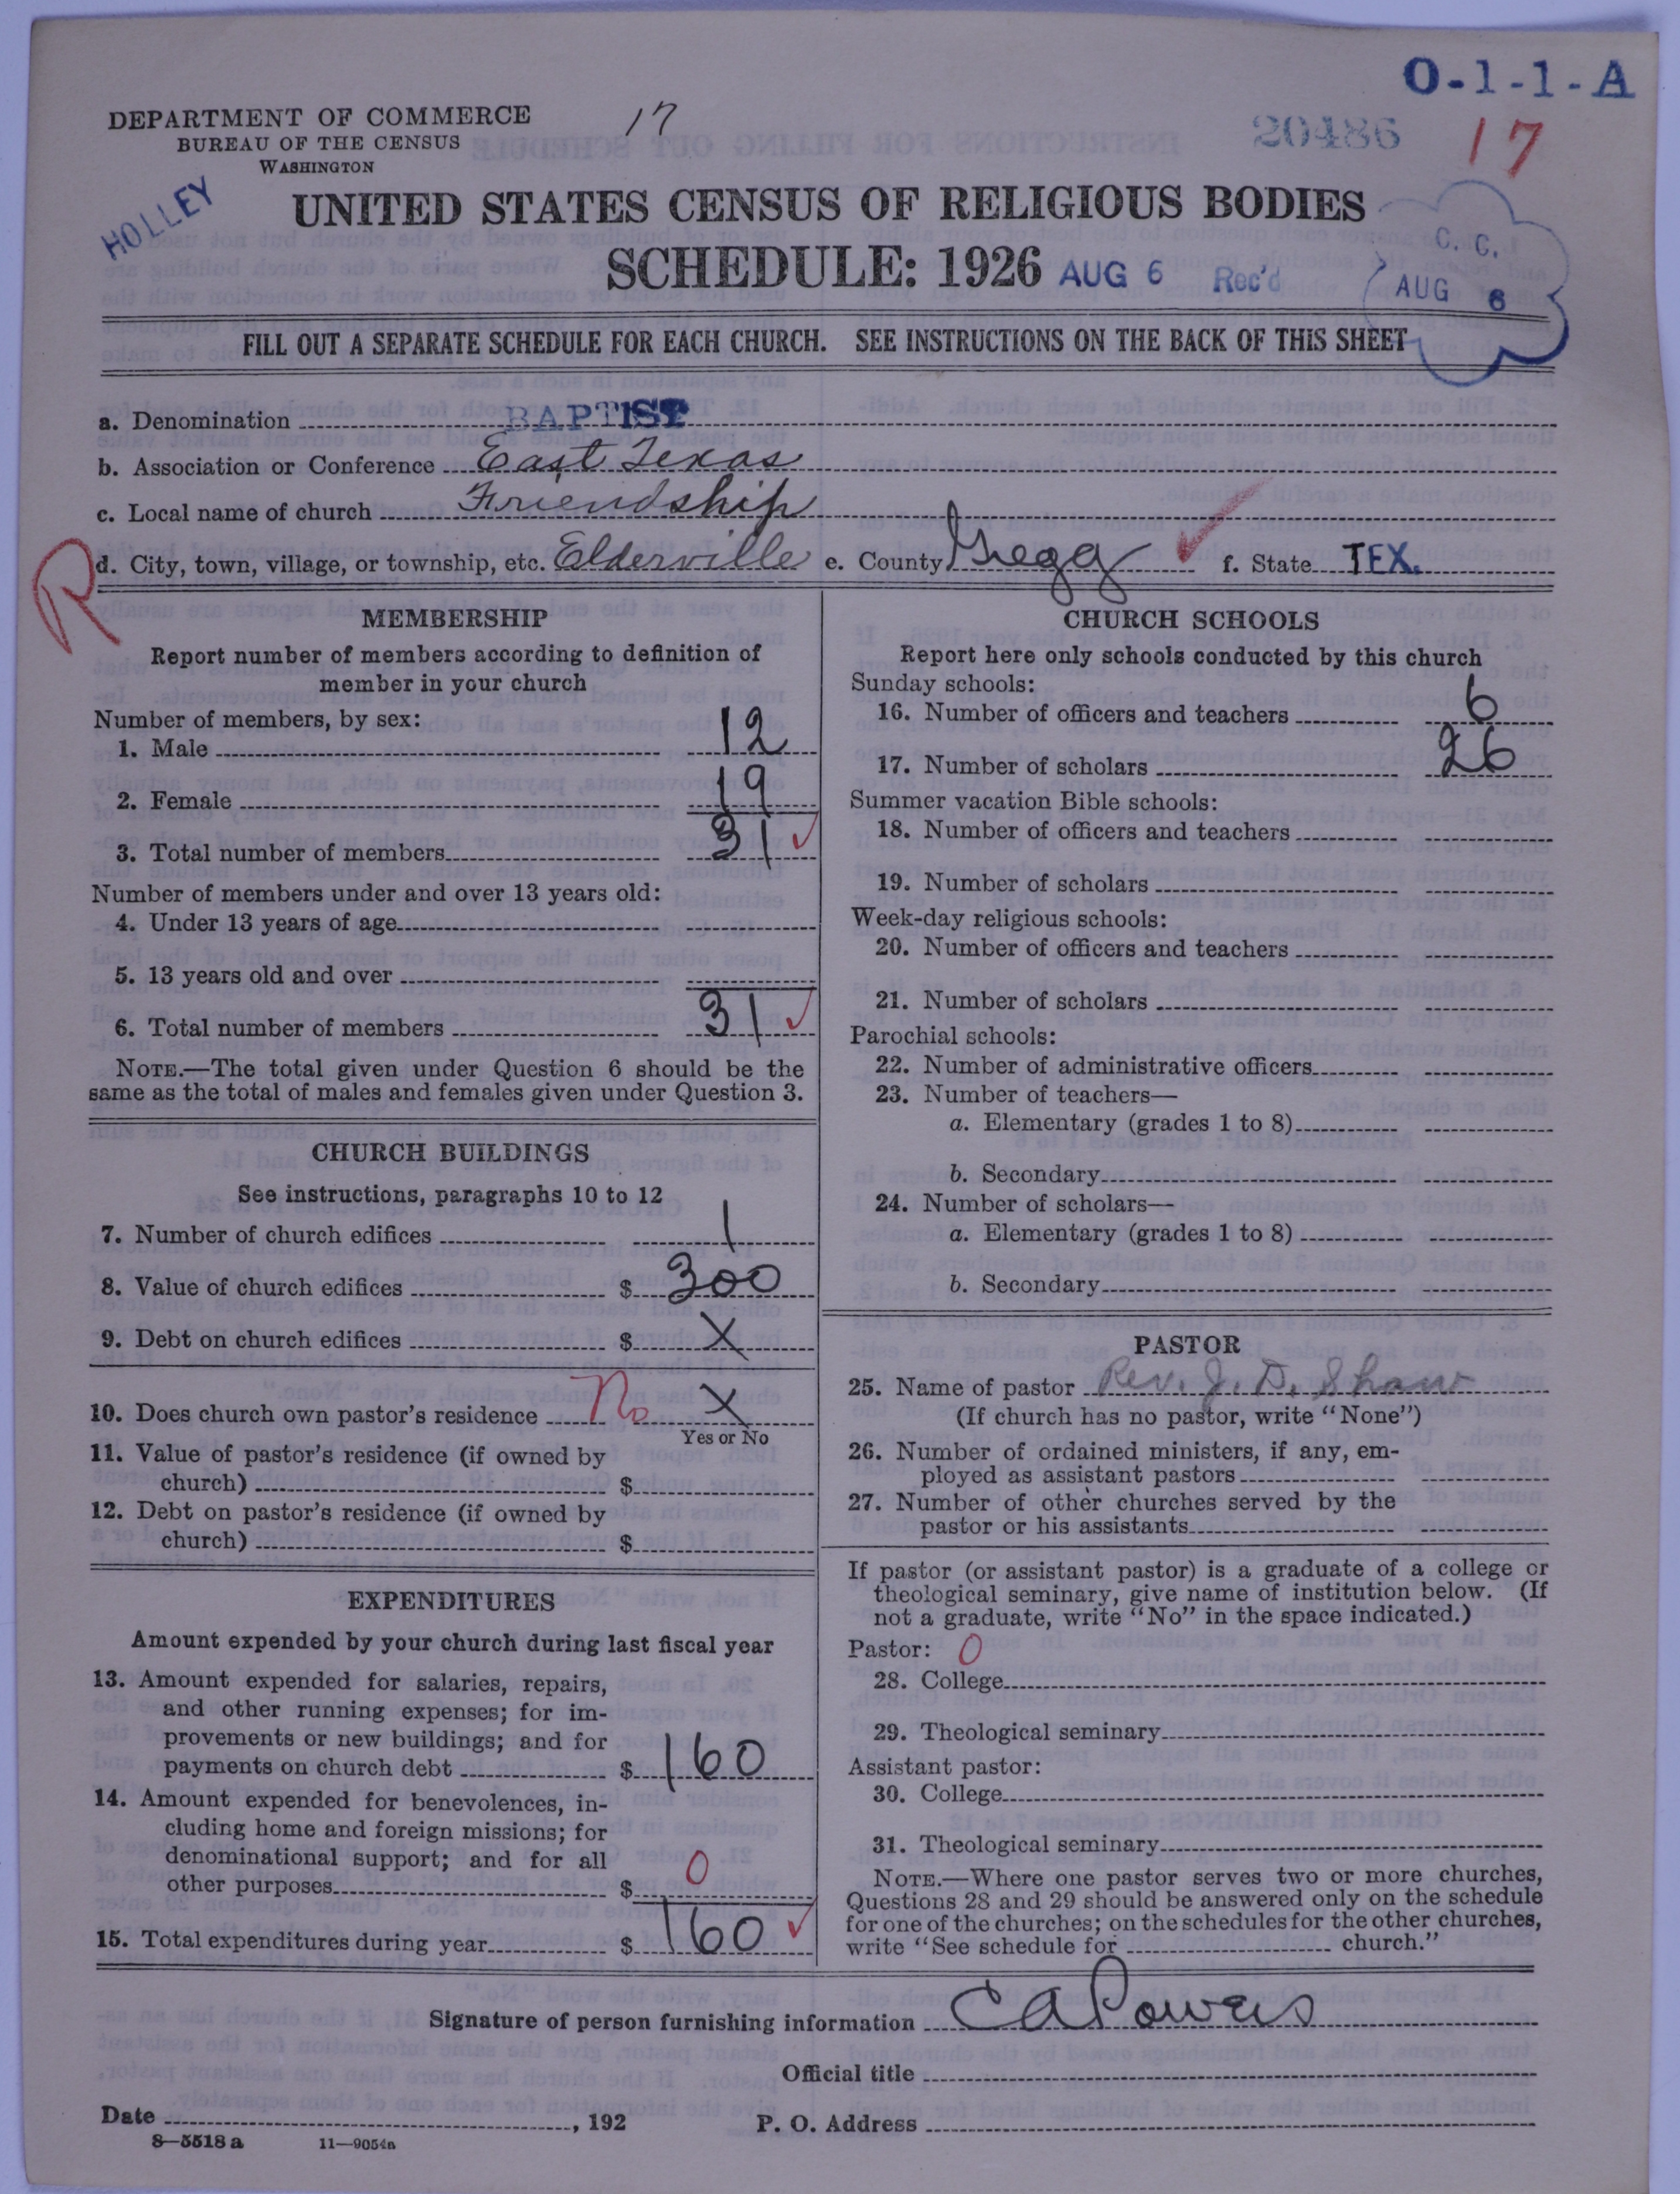 O-1-1-A
DEPARTMENT OF COMMERCE
BUREAU OF THE CENSUS
WASHINGTON
17
20486
17
HOLLEY
UNITED STATES CENSUS OF RELIGIOUS BODIES
SCHEDULE: 1926
AUG 6 Rec'd
C. C.
AUG 6
FILL OUT A SEPARATE SCHEDULE FOR EACH CHURCH. SEE INSTRUCTIONS ON THE BACK OF THIS SHEET
a. Denomination BAPTIST
b. Association or Conference East Texas
c. Local name of church Friendship
R
d. City, town, village, or township, etc. Elderville e. County Gregg ✓ f. State TEX.
MEMBERSHIP
Report number of members according to definition of
member in your church
Number of members, by sex:
1. Male 12
2. Female 19
3. Total number of members 31 ✓
Number of members under and over 13 years old:
4. Under 13 years of age
5. 13 years old and over
6. Total number of members 31 ✓
NOTE.—The total given under Question 6 should be the
same as the total of males and females given under Question 3.
CHURCH BUILDINGS
See instructions, paragraphs 10 to 12
7. Number of church edifices 1
8. Value of church edifices $ 300
9. Debt on church edifices $ X
10. Does church own pastor's residence No X
Yes or No
11. Value of pastor's residence (if owned by
church) $
12. Debt on pastor's residence (if owned by
church) $
EXPENDITURES
Amount expended by your church during last fiscal year
13. Amount expended for salaries, repairs,
and other running expenses; for im-
provements or new buildings; and for
payments on church debt $ 160
14. Amount expended for benevolences, in-
cluding home and foreign missions; for
denominational support; and for all
other purposes $ 0
15. Total expenditures during year $ 160 ✓
CHURCH SCHOOLS
Report here only schools conducted by this church
Sunday schools:
16. Number of officers and teachers 6
17. Number of scholars 26
Summer vacation Bible schools:
18. Number of officers and teachers
19. Number of scholars
Week-day religious schools:
20. Number of officers and teachers
21. Number of scholars
Parochial schools:
22. Number of administrative officers
23. Number of teachers—
a. Elementary (grades 1 to 8)
b. Secondary
24. Number of scholars—
a. Elementary (grades 1 to 8)
b. Secondary
PASTOR
25. Name of pastor Rev. J. D. Shaw
(If church has no pastor, write "None")
26. Number of ordained ministers, if any, em-
ployed as assistant pastors
27. Number of other churches served by the
pastor or his assistants
If pastor (or assistant pastor) is a graduate of a college or
theological seminary, give name of institution below. (If
not a graduate, write "No" in the space indicated.)
Pastor: 0
28. College
29. Theological seminary
Assistant pastor:
30. College
31. Theological seminary
NOTE.—Where one pastor serves two or more churches,
Questions 28 and 29 should be answered only on the schedule
for one of the churches; on the schedules for the other churches,
write "See schedule for church."
Signature of person furnishing information C A Powers
Official title
Date , 192 P. O. Address
8—5518 a 11—9054a